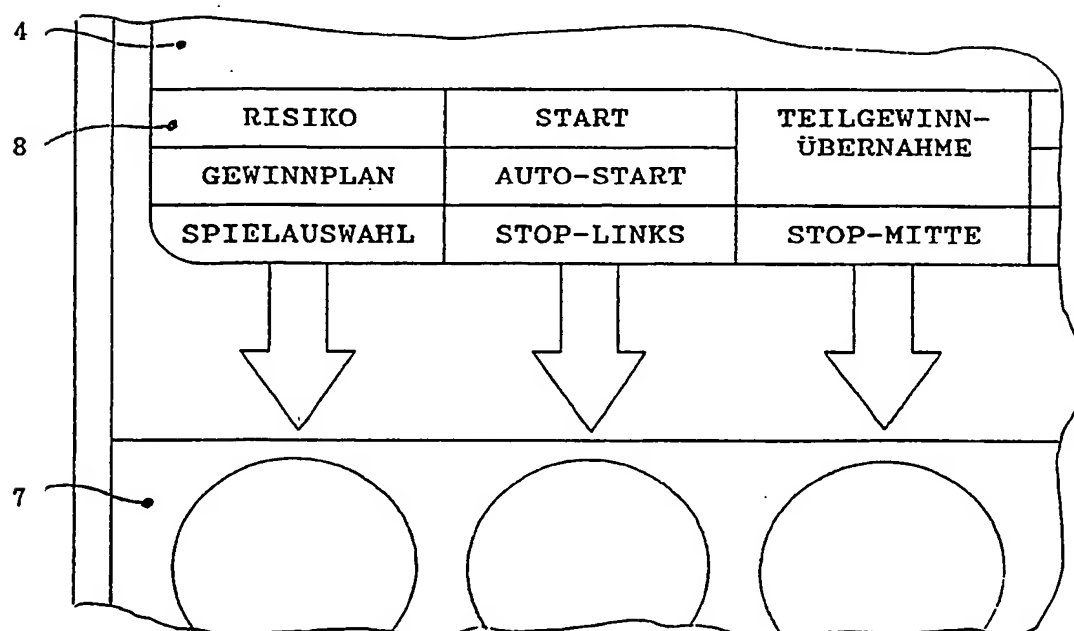 4
8
RISIKO
START
TEILGEWINN-
ÜBERNAHME
GEWINNPLAN
AUTO-START
SPIELAUSWAHL
STOP-LINKS
STOP-MITTE
7